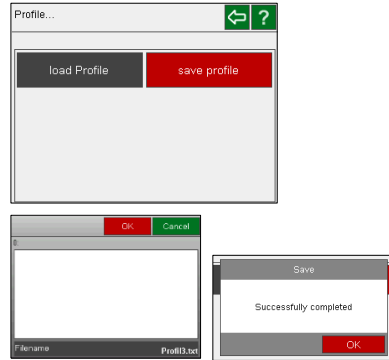 Profile...
?
load Profile
save profile
OK
Cancel
Filename
Profil3.txt
Save
Successfully completed
OK